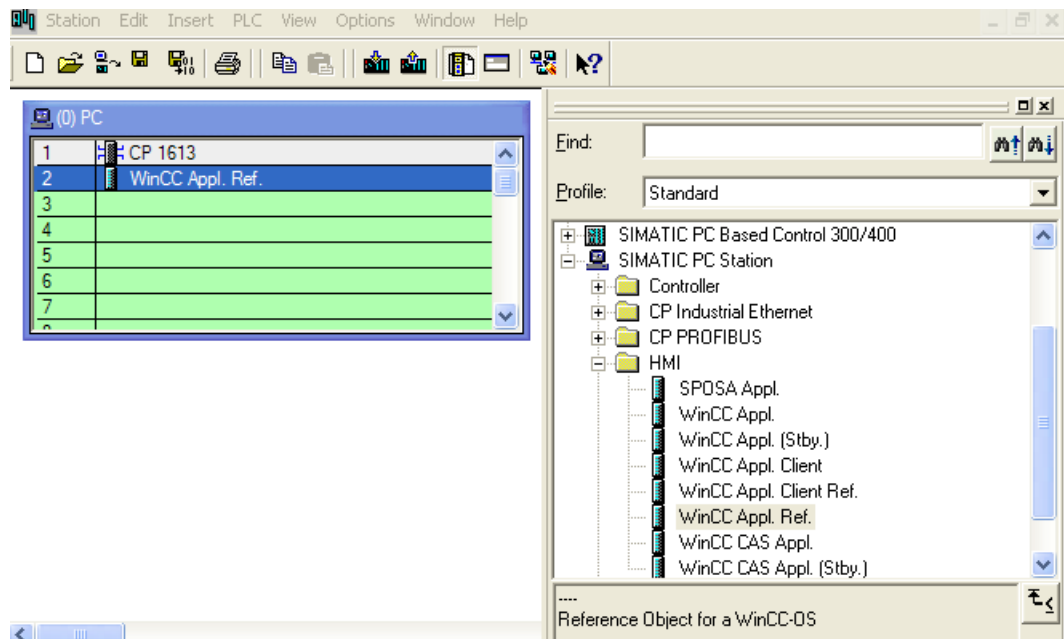 Station Edit Insert PLC View Options Window Help
(0) PC
1 CP 1613
2 WinCC Appl. Ref.
3
4
5
6
7
Find:
Profile: Standard
SIMATIC PC Based Control 300/400
SIMATIC PC Station
Controller
CP Industrial Ethernet
CP PROFIBUS
HMI
SPOSA Appl.
WinCC Appl.
WinCC Appl. (Stby.)
WinCC Appl. Client
WinCC Appl. Client Ref.
WinCC Appl. Ref.
WinCC CAS Appl.
WinCC CAS Appl. (Stby.)
----
Reference Object for a WinCC-OS